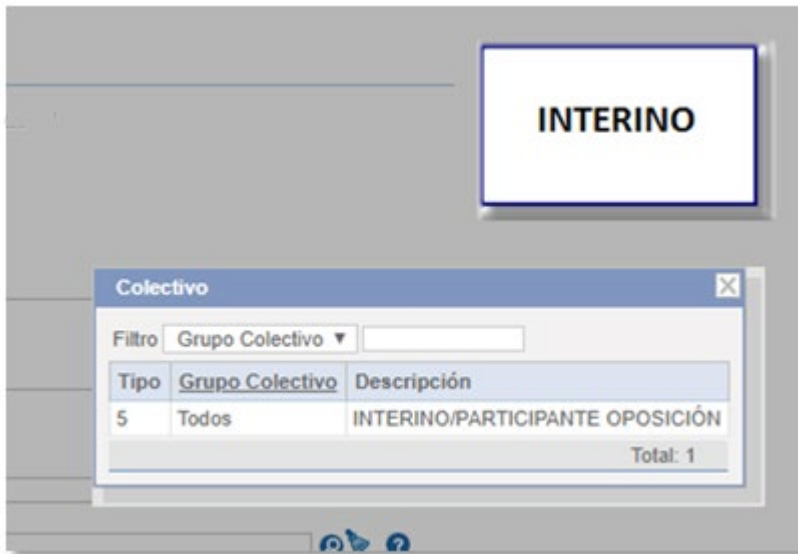 INTERINO
Colectivo
Filtro Grupo Colectivo ▼
Tipo Grupo Colectivo Descripción
5 Todos INTERINO/PARTICIPANTE OPOSICIÓN
Total: 1
?